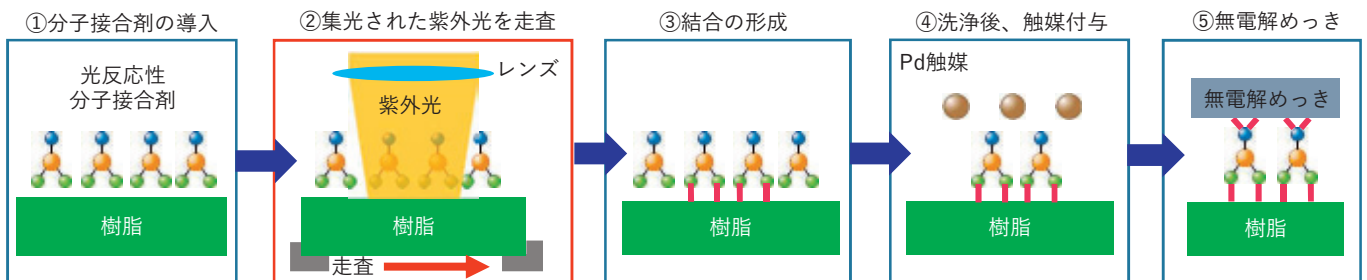 ①分子接合剤の導入
光反応性
分子接合剤
樹脂
②集光された紫外光を走査
レンズ
紫外光
樹脂
走査
③結合の形成
樹脂
④洗浄後、触媒付与
Pd触媒
樹脂
⑤無電解めっき
無電解めっき
樹脂